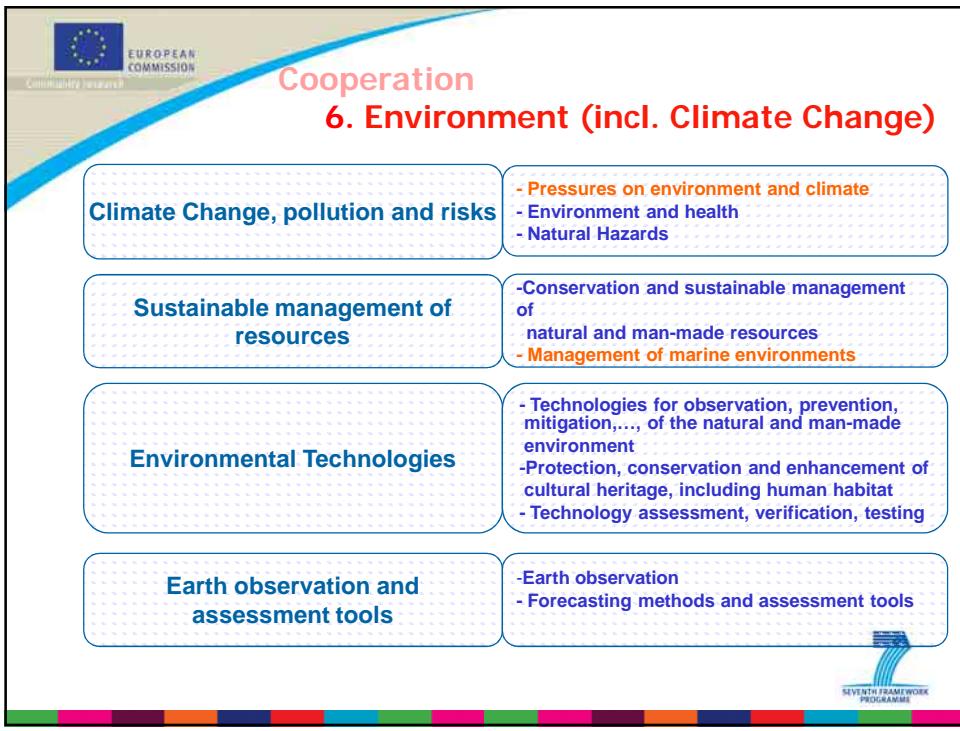 EUROPEAN
COMMISSION
Community research
Cooperation
6. Environment (incl. Climate Change)
Climate Change, pollution and risks
- Pressures on environment and climate
- Environment and health
- Natural Hazards
Sustainable management of
resources
-Conservation and sustainable management
of
natural and man-made resources
- Management of marine environments
Environmental Technologies
- Technologies for observation, prevention,
mitigation,…, of the natural and man-made
environment
-Protection, conservation and enhancement of
cultural heritage, including human habitat
- Technology assessment, verification, testing
Earth observation and
assessment tools
-Earth observation
- Forecasting methods and assessment tools
SEVENTH FRAMEWORK
PROGRAMME